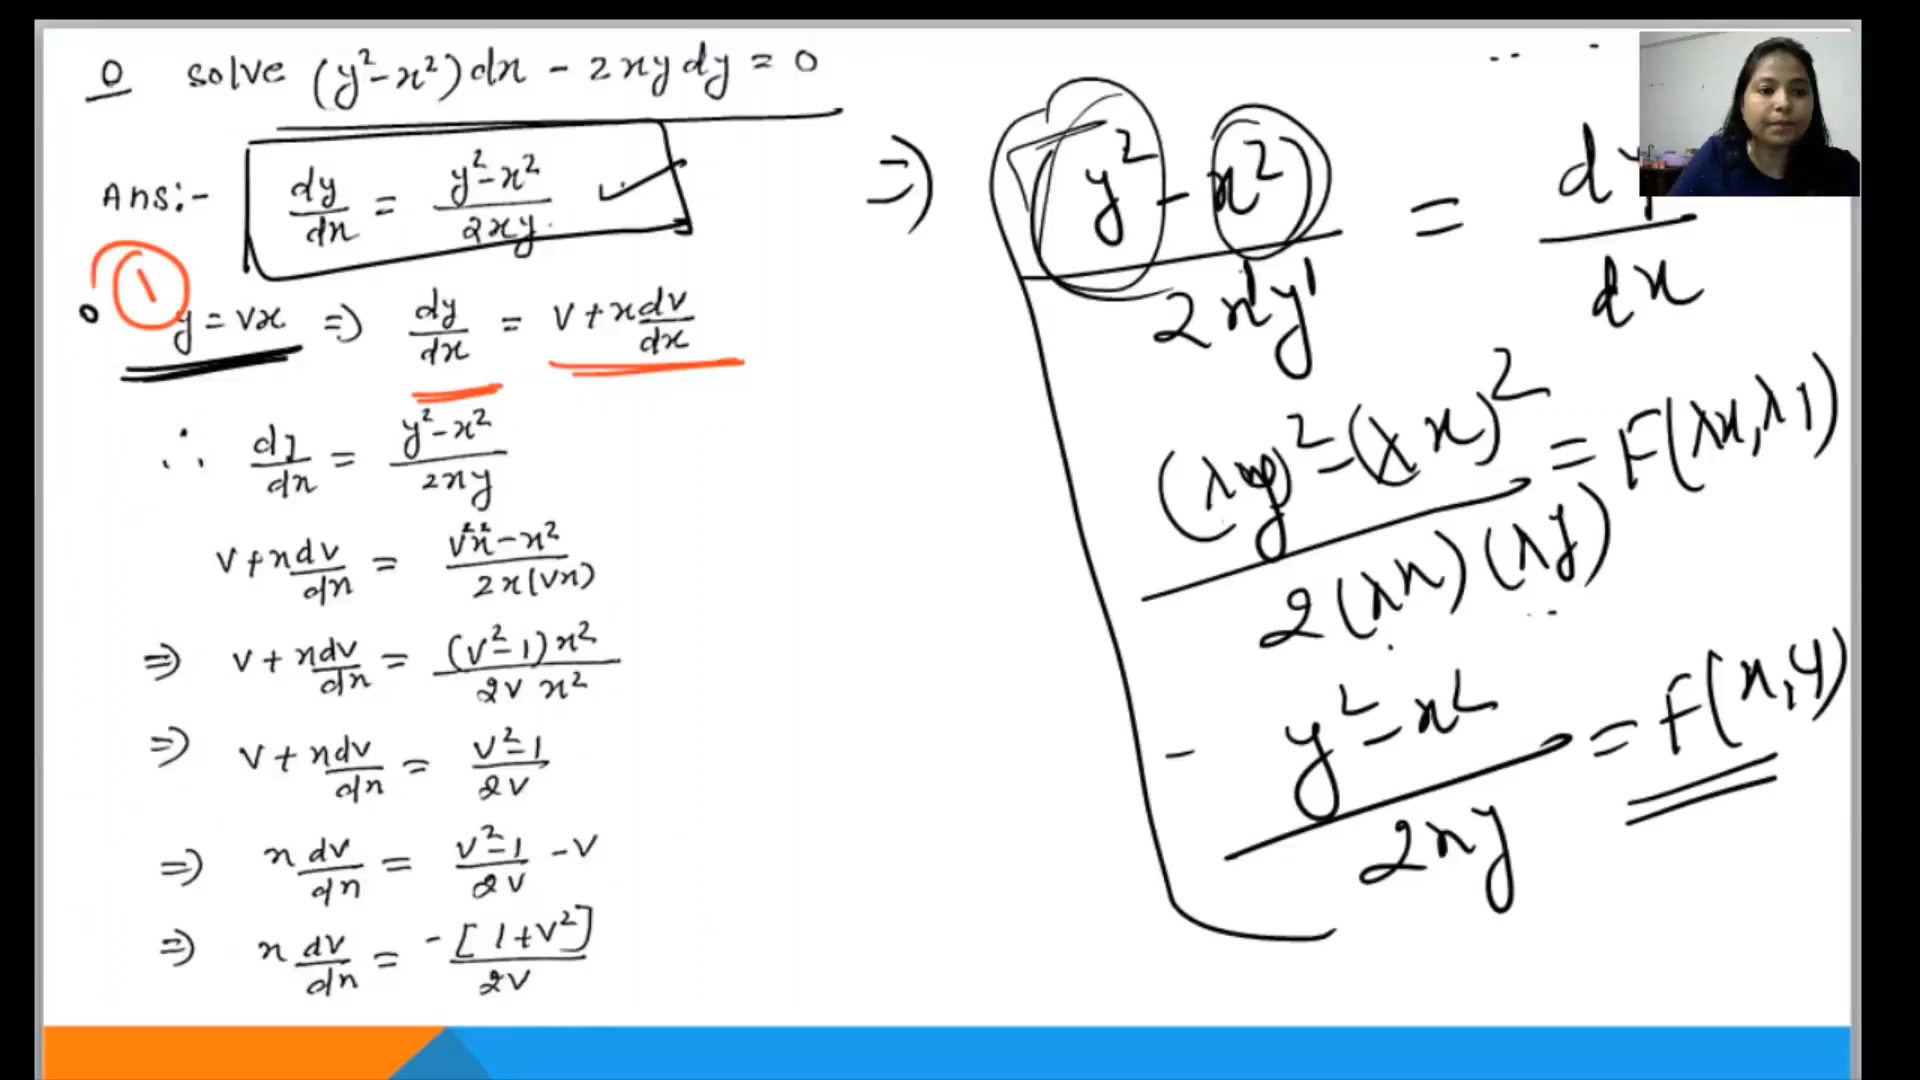 Q solve (y²-x²)dx - 2xydy = 0
Ans:- dy/dx = y²-x²/2xy
1
y = vx ⇒ dy/dx = v + x dv/dx
∴ dy/dx = y²-x²/2xy
v + x dv/dx = v²x²-x²/2x(vx)
⇒ v + x dv/dx = (v²-1)x²/2v x²
⇒ v + x dv/dx = v²-1/2v
⇒ x dv/dx = v²-1/2v - v
⇒ x dv/dx = -[1+v²]/2v
⇒ (y²-x²)/2x'y' = dy/dx
(λy)²-(λx)²/2(λx)(λy) = F(λx,λy)
- y²-x²/2xy = F(x,y)